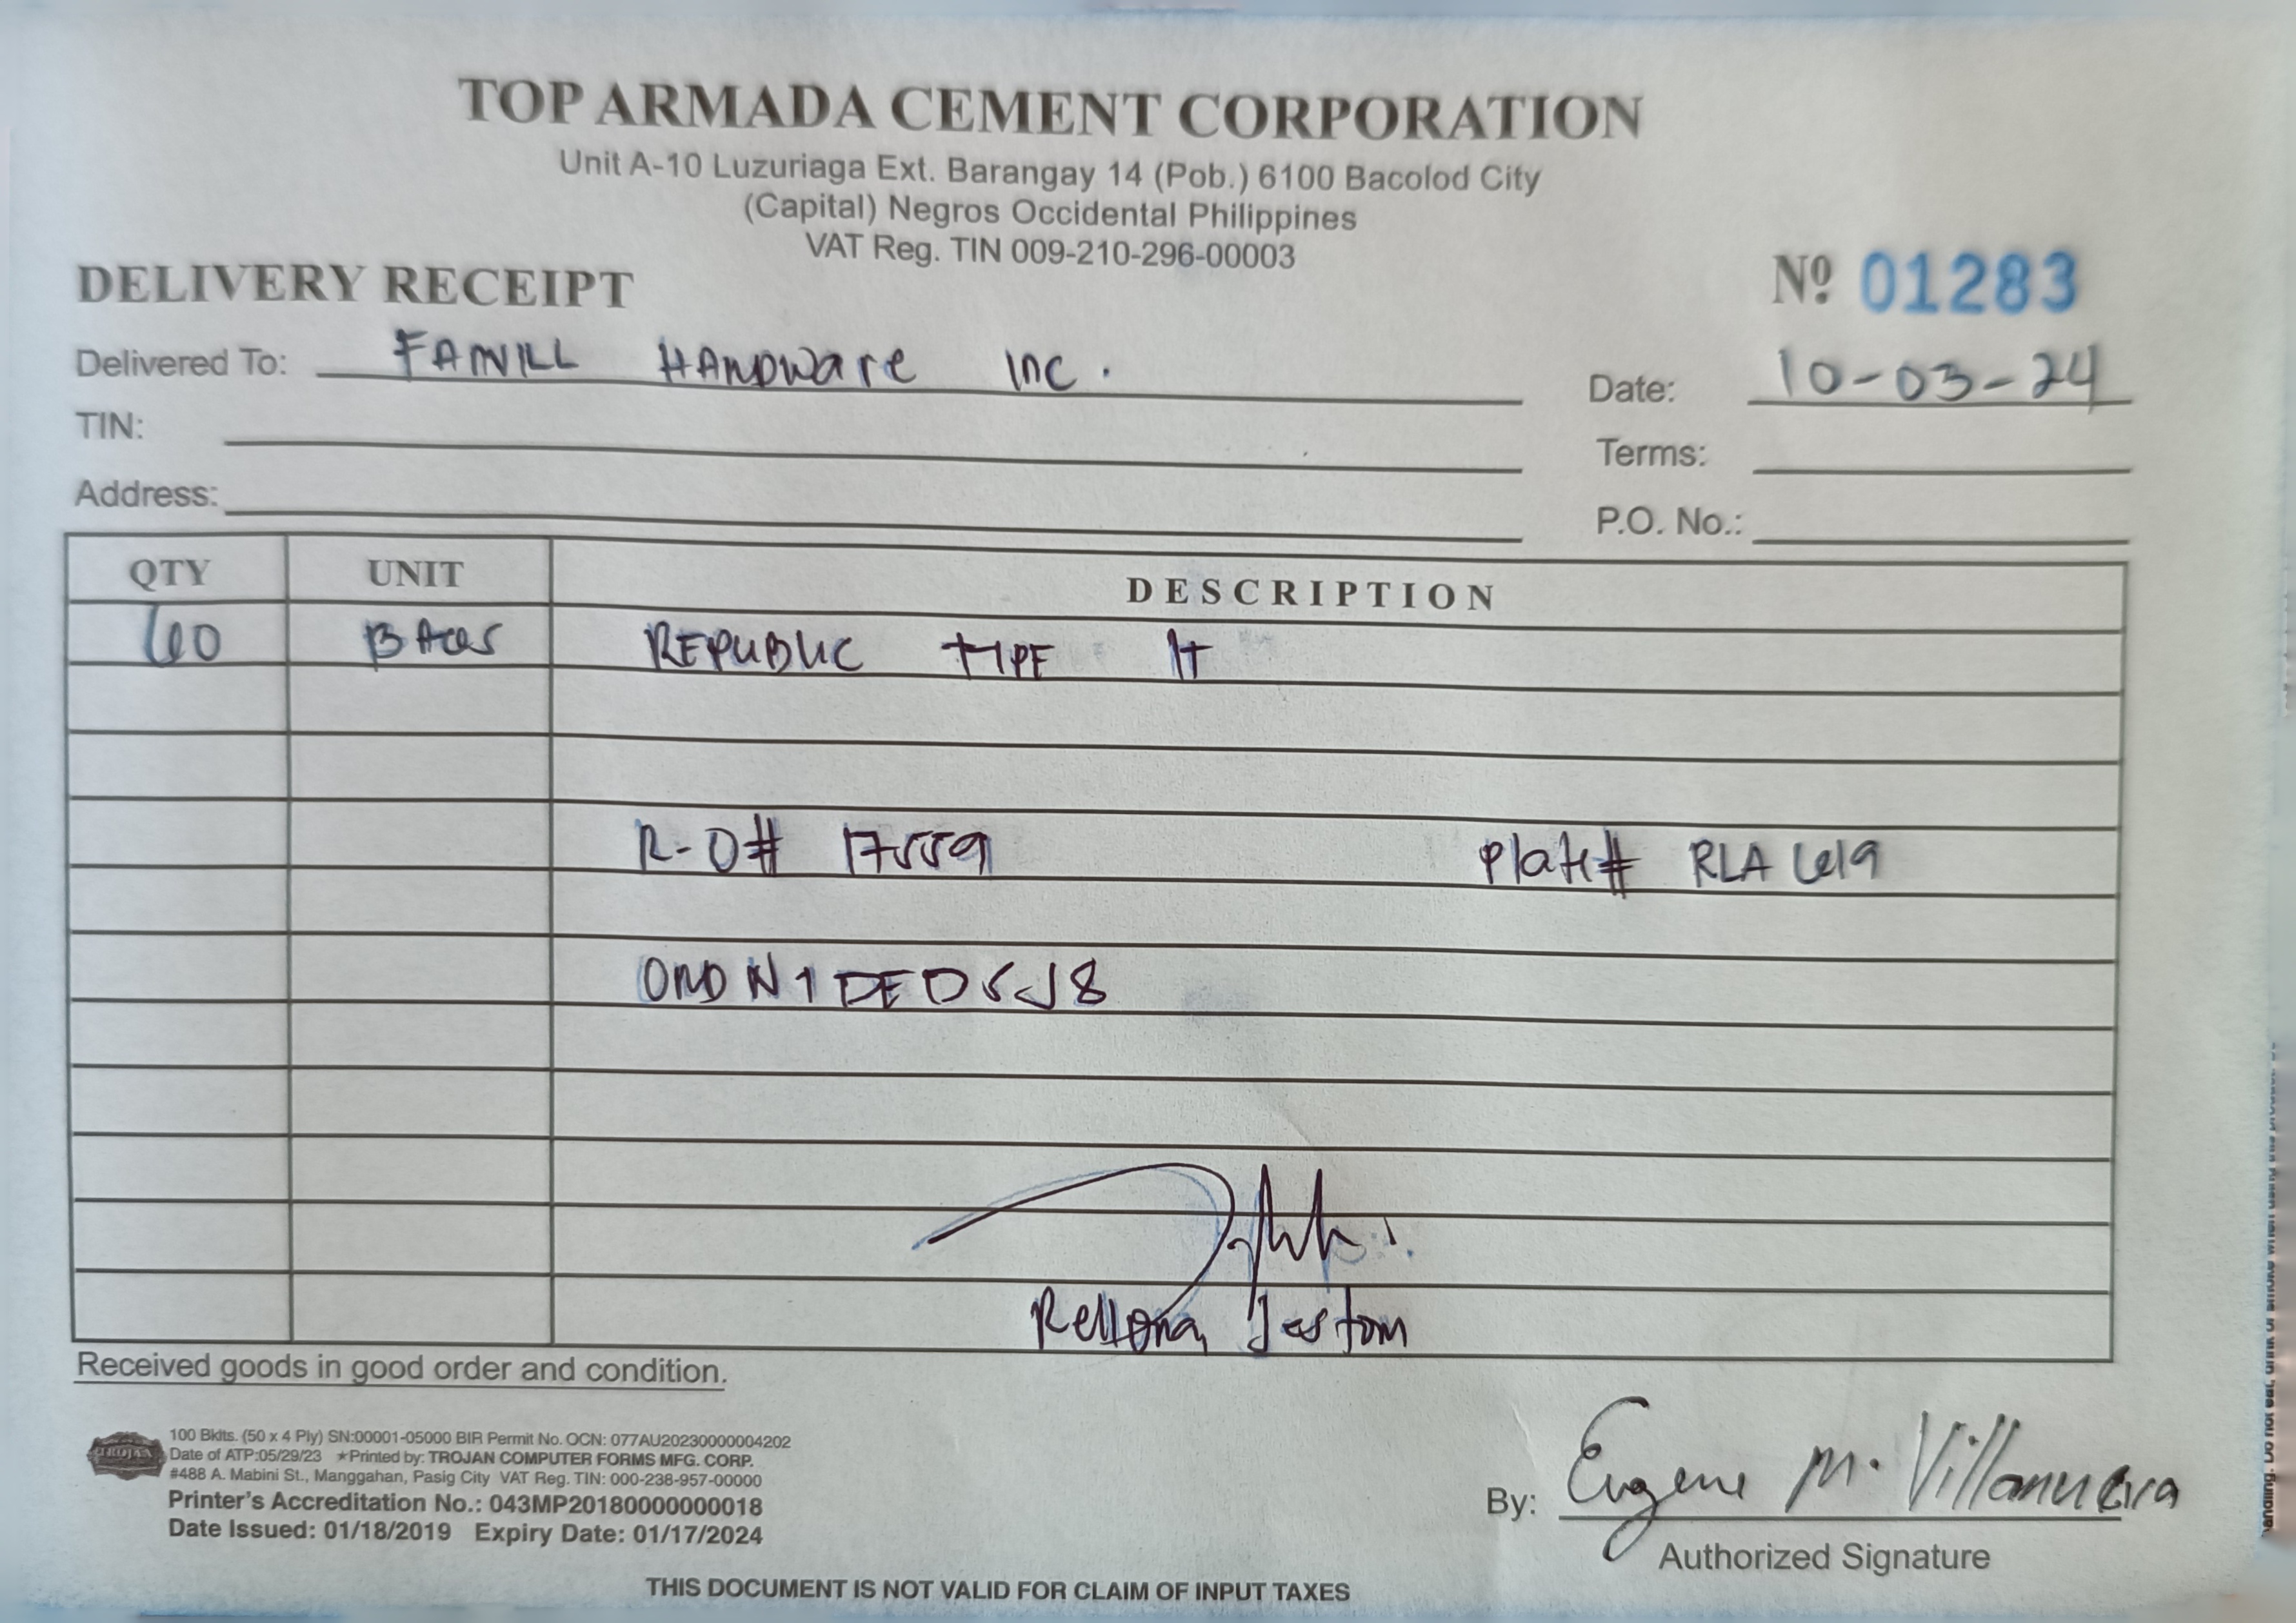 TOP ARMADA CEMENT CORPORATION
Unit A-10 Luzuriaga Ext. Barangay 14 (Pob.) 6100 Bacolod City
(Capital) Negros Occidental Philippines
VAT Reg. TIN 009-210-296-00003
DELIVERY RECEIPT
Nº 01283
Delivered To: FAMILL HARDWare Inc.
Date: 10-03-24
TIN:
Terms:
Address:
P.O. No.:
QTY UNIT DESCRIPTION
60 BAGS REPUBLIC TYPE 1T
R-O# 17559 Plate# RLA 619
ORD N1DED5J8
Rellona, Jestom
Received goods in good order and condition.
TROJAN
100 Bklts. (50 x 4 Ply) SN:00001-05000 BIR Permit No. OCN: 077AU20230000004202
Date of ATP:05/29/23 ★Printed by: TROJAN COMPUTER FORMS MFG. CORP.
#488 A. Mabini St., Manggahan, Pasig City VAT Reg. TIN: 000-238-957-00000
Printer's Accreditation No.: 043MP20180000000018
Date Issued: 01/18/2019 Expiry Date: 01/17/2024
By: Eugene M. Villanueva
Authorized Signature
THIS DOCUMENT IS NOT VALID FOR CLAIM OF INPUT TAXES